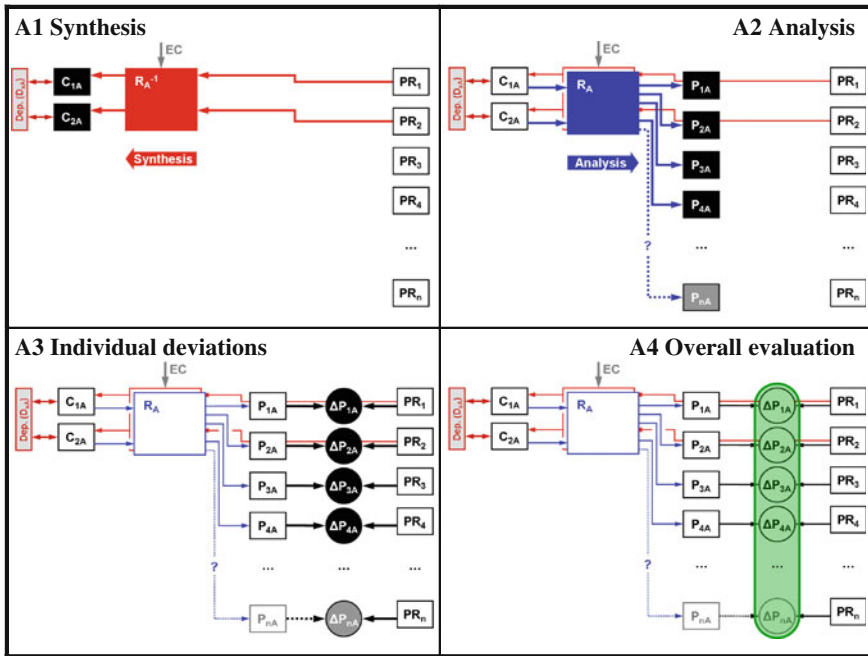 A1 Synthesis
EC
Dep. (DxA)
C1A
C2A
RA-1
Synthesis
PR1
PR2
PR3
PR4
...
PRn
A2 Analysis
EC
Dep. (DxA)
C1A
C2A
RA
Analysis
?
P1A
P2A
P3A
P4A
...
PnA
PR1
PR2
PR3
PR4
...
PRn
A3 Individual deviations
EC
Dep. (DxA)
C1A
C2A
RA
?
P1A
P2A
P3A
P4A
...
PnA
ΔP1A
ΔP2A
ΔP3A
ΔP4A
...
ΔPnA
PR1
PR2
PR3
PR4
...
PRn
A4 Overall evaluation
EC
Dep. (DxA)
C1A
C2A
RA
?
P1A
P2A
P3A
P4A
...
PnA
ΔP1A
ΔP2A
ΔP3A
ΔP4A
...
ΔPnA
PR1
PR2
PR3
PR4
...
PRn